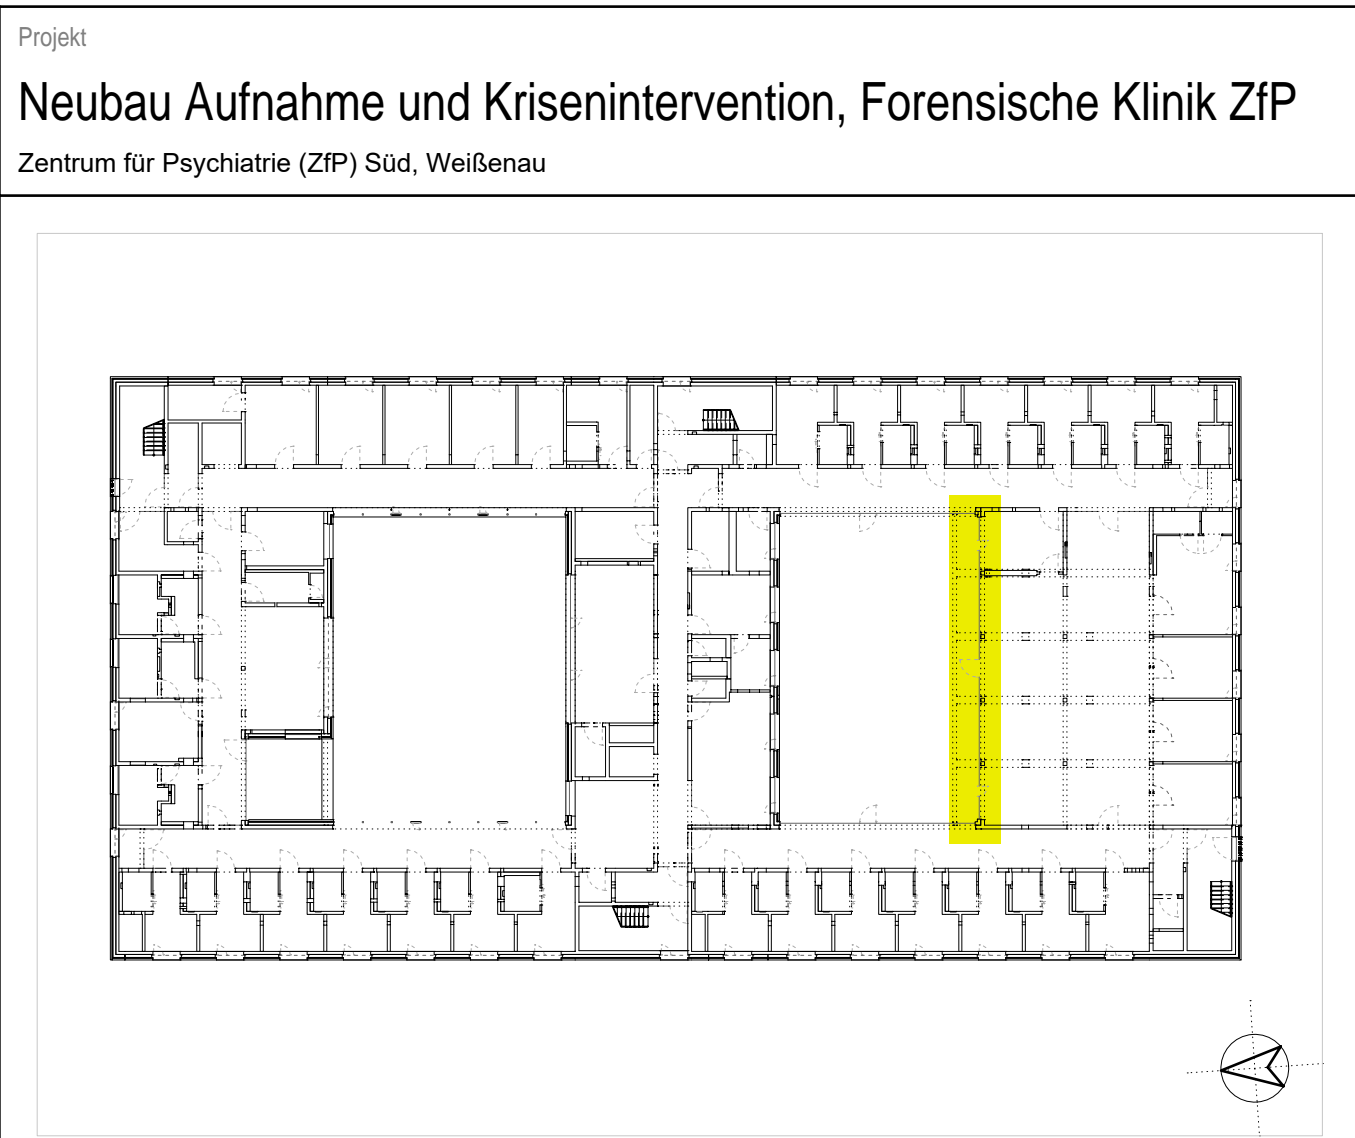 Projekt
Neubau Aufnahme und Krisenintervention, Forensische Klinik ZfP
Zentrum für Psychiatrie (ZfP) Süd, Weißenau